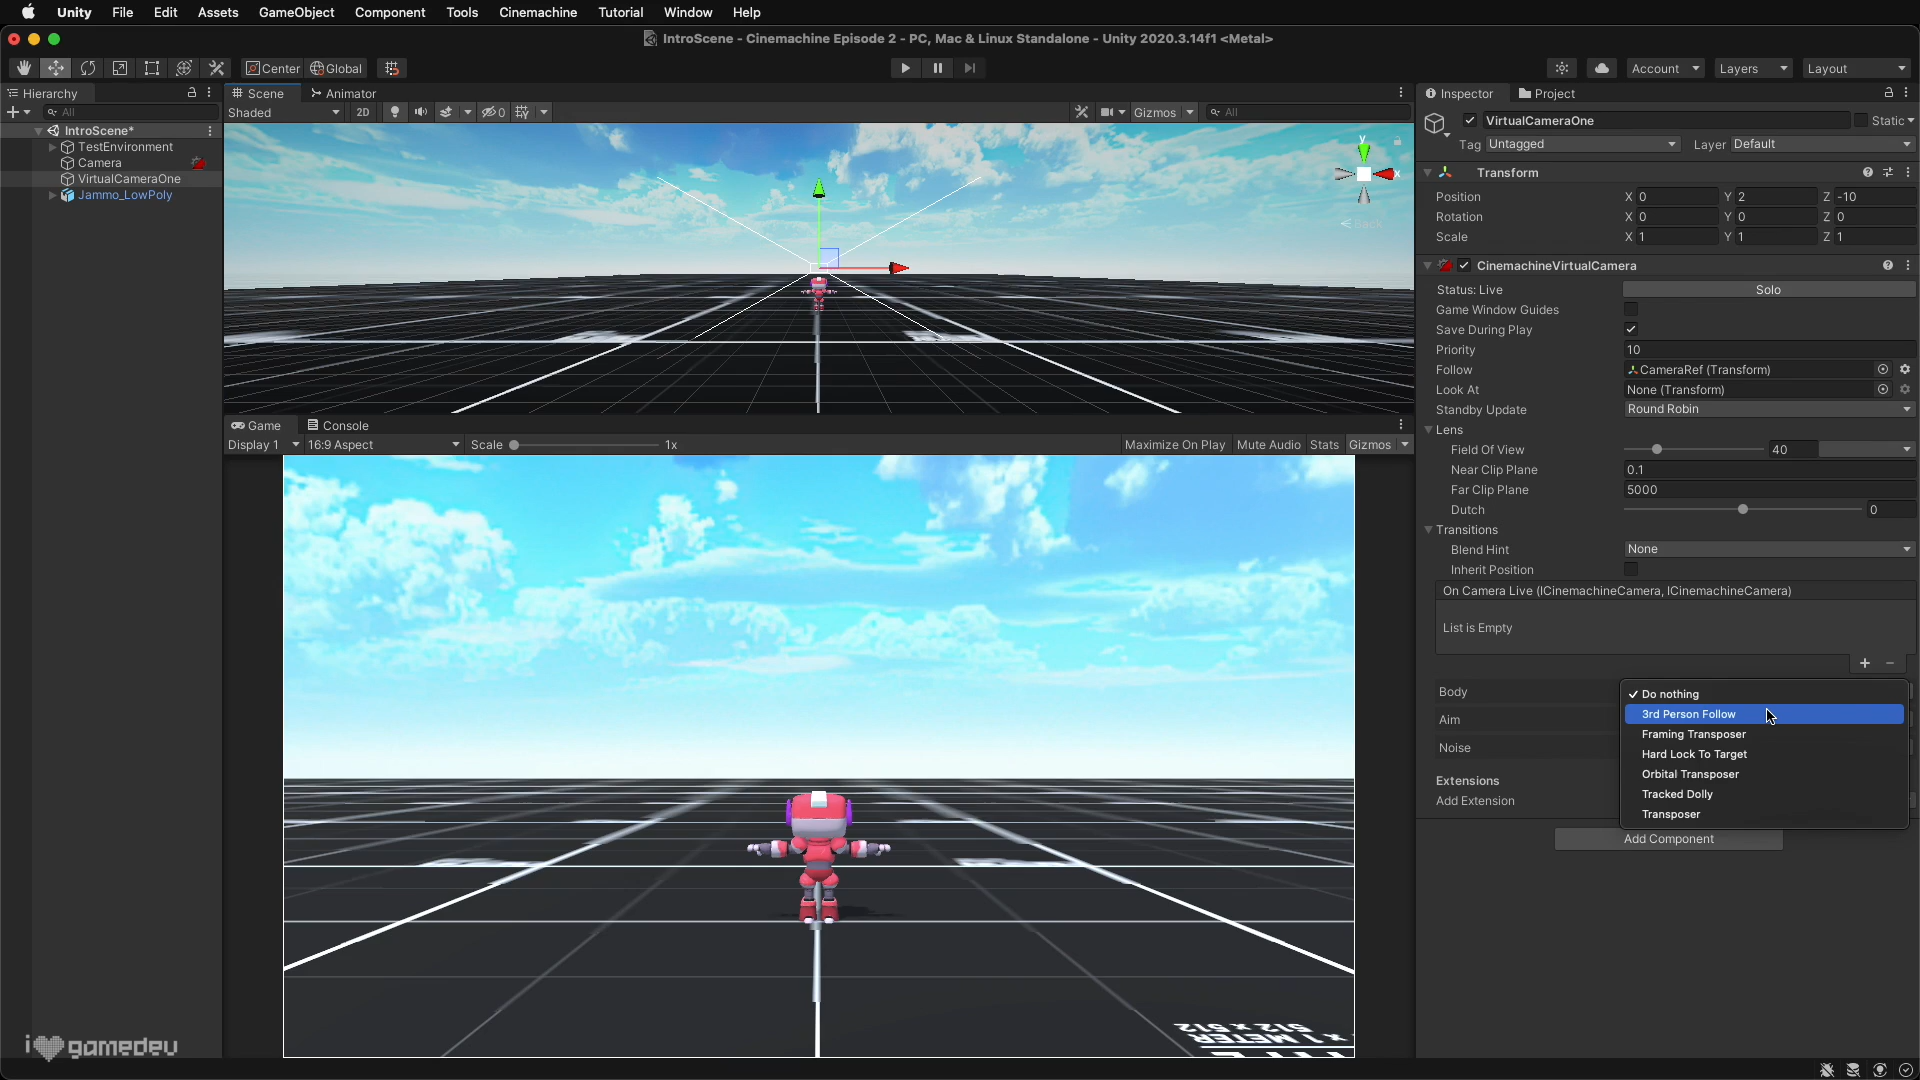 Unity File Edit Assets GameObject Component Tools Cinemachine Tutorial Window Help
IntroScene - Cinemachine Episode 2 - PC, Mac & Linux Standalone - Unity 2020.3.14f1 <Metal>
Center Global Account Layers Layout
Hierarchy
All
IntroScene*
TestEnvironment
Camera
VirtualCameraOne
Jammo_LowPoly
Scene Animator
Shaded 2D 0 Gizmos All
y
x
Back
Game Console
Display 1 16:9 Aspect Scale 1x Maximize On Play Mute Audio Stats Gizmos
512 x 512
x 1 METER
Inspector Project
VirtualCameraOne Static
Tag Untagged Layer Default
Transform
Position X 0 Y 2 Z -10
Rotation X 0 Y 0 Z 0
Scale X 1 Y 1 Z 1
CinemachineVirtualCamera
Status: Live Solo
Game Window Guides
Save During Play
Priority 10
Follow CameraRef (Transform)
Look At None (Transform)
Standby Update Round Robin
Lens
Field Of View 40
Near Clip Plane 0.1
Far Clip Plane 5000
Dutch 0
Transitions
Blend Hint None
Inherit Position
On Camera Live (ICinemachineCamera, ICinemachineCamera)
List is Empty
Body
Aim
Noise
Extensions
Add Extension
Do nothing
3rd Person Follow
Framing Transposer
Hard Lock To Target
Orbital Transposer
Tracked Dolly
Transposer
Add Component
i gamedev